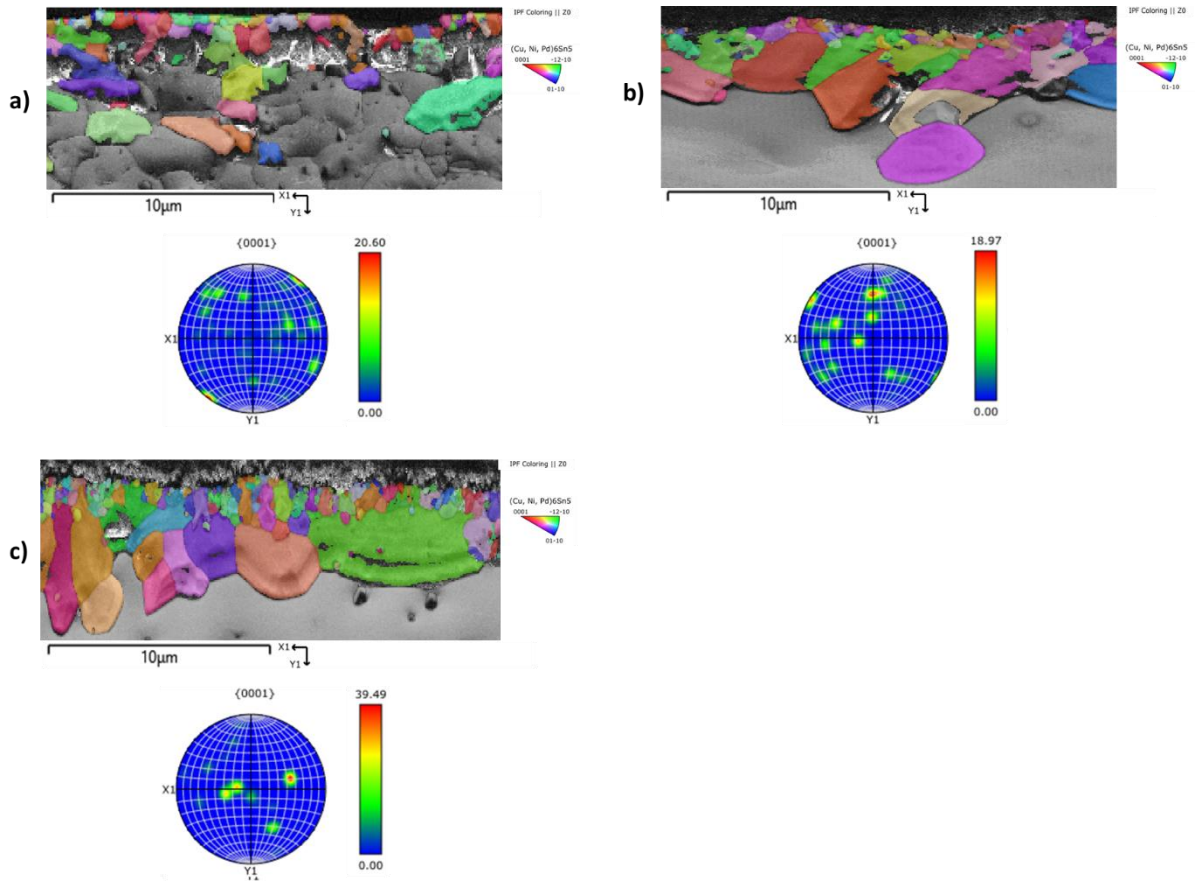 IPF Coloring || Z0
(Cu, Ni, Pd)6Sn5
0001 -12-10
01-10
a)
10µm
X1
Y1
{0001}
20.60
X1
0.00
Y1
IPF Coloring || Z0
(Cu, Ni, Pd)6Sn5
0001 -12-10
01-10
b)
10µm
X1
Y1
{0001}
18.97
X1
0.00
Y1
IPF Coloring || Z0
(Cu, Ni, Pd)6Sn5
0001 -12-10
01-10
c)
10µm
X1
Y1
{0001}
39.49
X1
0.00
Y1